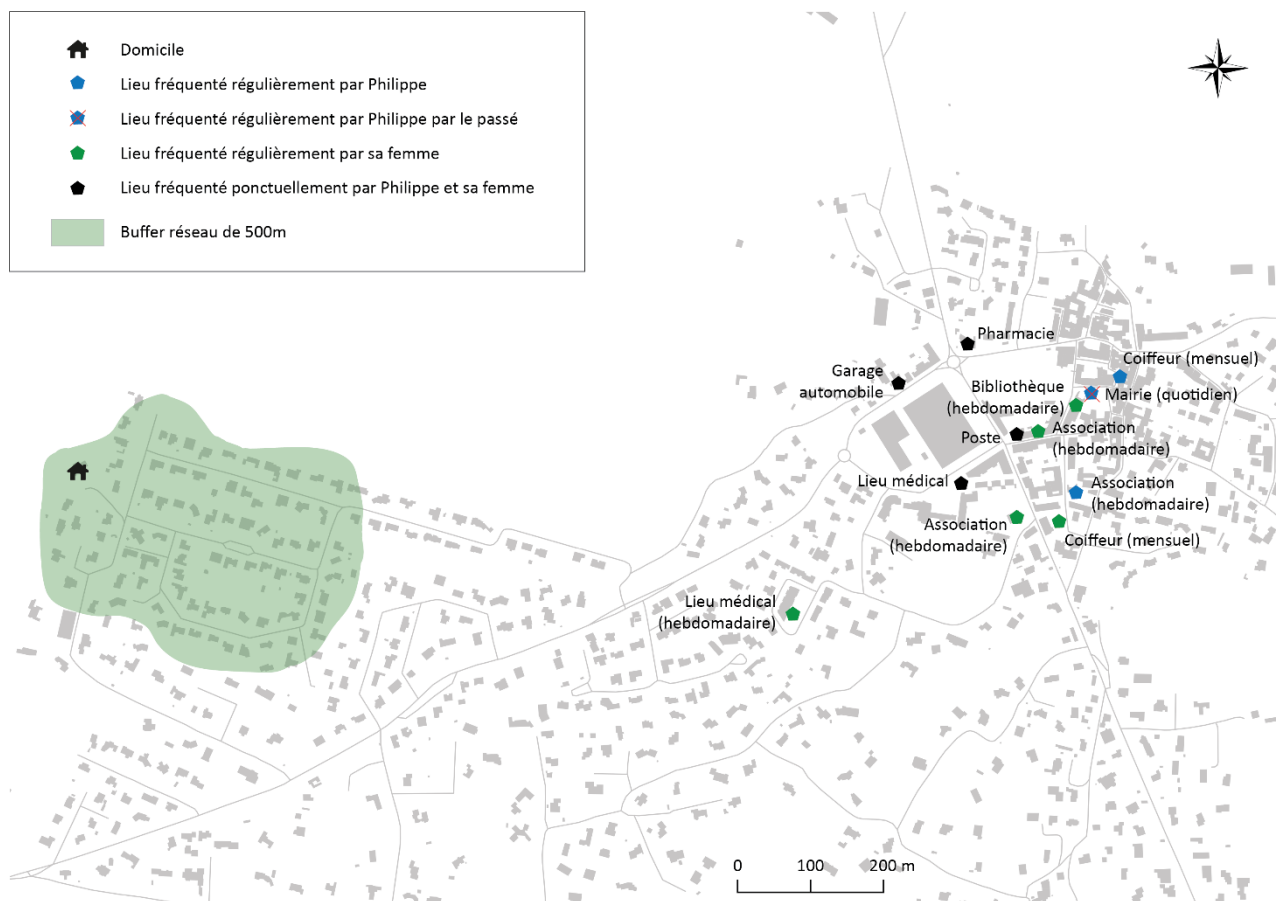 Domicile
Lieu fréquenté régulièrement par Philippe
Lieu fréquenté régulièrement par Philippe par le passé
Lieu fréquenté régulièrement par sa femme
Lieu fréquenté ponctuellement par Philippe et sa femme
Buffer réseau de 500m
Pharmacie
Coiffeur (mensuel)
Garage
automobile
Bibliothèque
(hebdomadaire)
Mairie (quotidien)
Poste
Association
(hebdomadaire)
Lieu médical
Association
(hebdomadaire)
Association
(hebdomadaire)
Coiffeur (mensuel)
Lieu médical
(hebdomadaire)
0 100 200 m